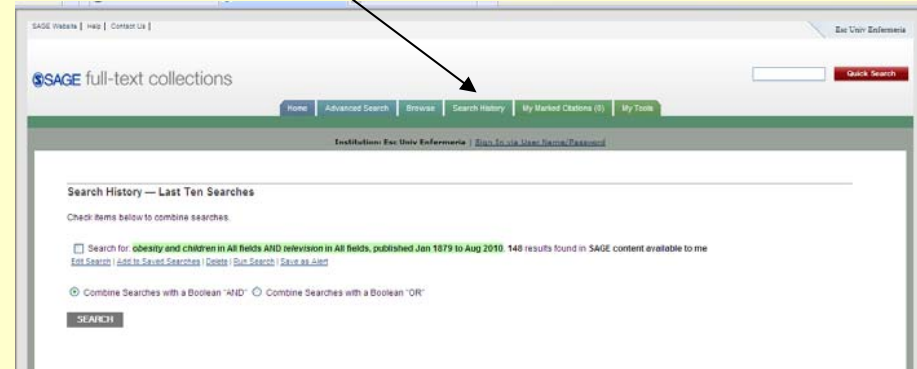 SAGE Website | Help | Contact Us |
Esc Univ Enfermeria
SAGE full-text collections
Quick Search
Home Advanced Search Browse Search History My Marked Citations (0) My Tools
Institution: Esc Univ Enfermeria | Sign In via User Name/Password
Search History — Last Ten Searches
Check items below to combine searches.
Search for: obesity and children in All fields AND television in All fields, published Jan 1879 to Aug 2010. 148 results found in SAGE content available to me
Edit Search | Add to Saved Searches | Delete | Run Search | Save as Alert
Combine Searches with a Boolean "AND" Combine Searches with a Boolean "OR"
SEARCH